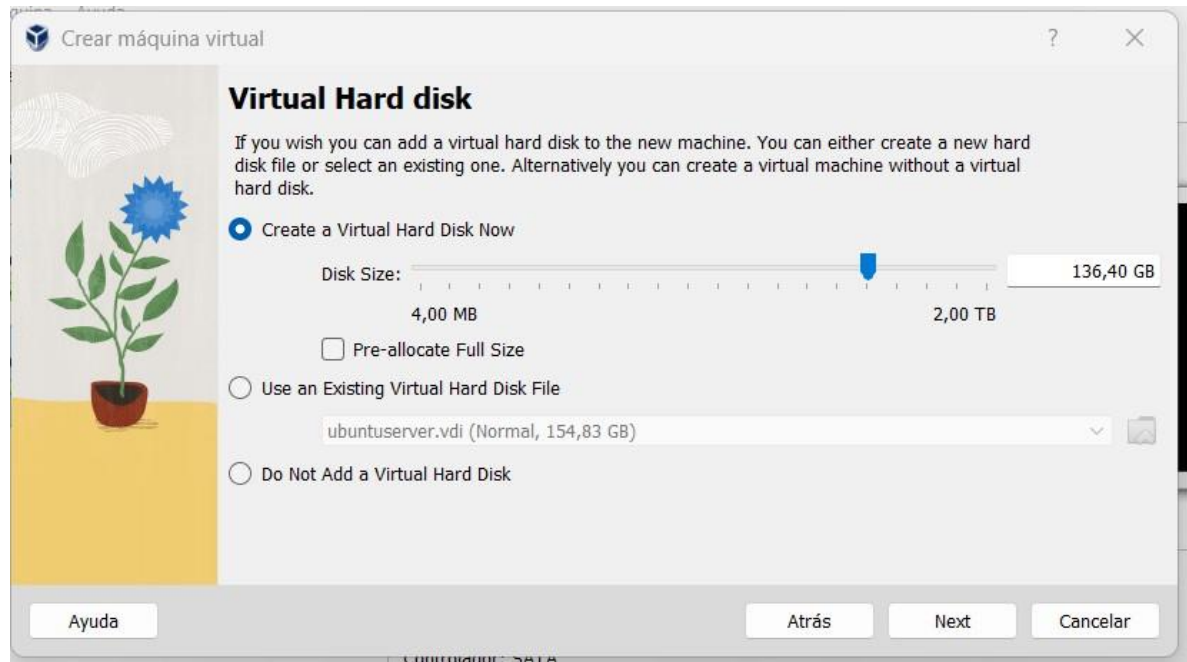 Crear máquina virtual
?
Virtual Hard disk
If you wish you can add a virtual hard disk to the new machine. You can either create a new hard
disk file or select an existing one. Alternatively you can create a virtual machine without a virtual
hard disk.
Create a Virtual Hard Disk Now
Disk Size: 136,40 GB
4,00 MB 2,00 TB
Pre-allocate Full Size
Use an Existing Virtual Hard Disk File
ubuntuserver.vdi (Normal, 154,83 GB)
Do Not Add a Virtual Hard Disk
Ayuda Atrás Next Cancelar
Controlador: SATA